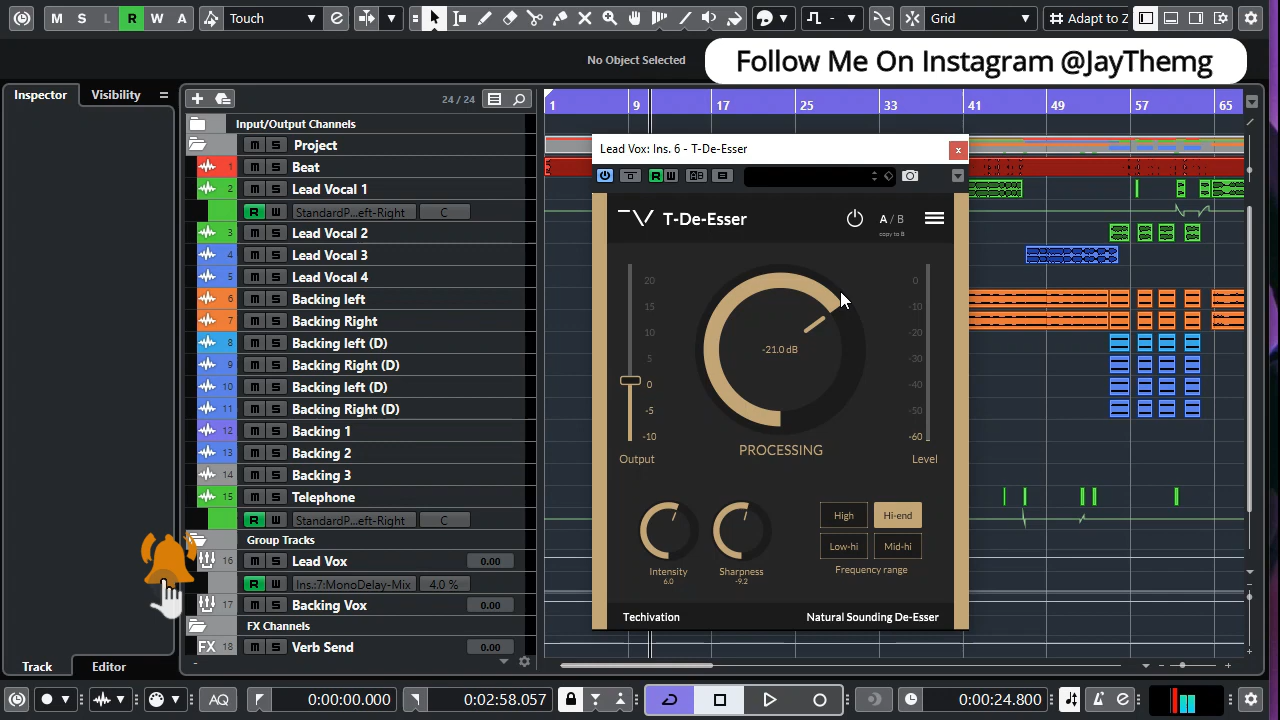 M S L R W A Touch Grid Adapt to Z
No Object Selected
Follow Me On Instagram @JayThemg
Inspector Visibility
24 / 24
1 9 17 25 33 41 49 57 65
Input/Output Channels
Project
1 Beat
2 Lead Vocal 1
R W StandardP...eft-Right C
3 Lead Vocal 2
4 Lead Vocal 3
5 Lead Vocal 4
6 Backing left
7 Backing Right
8 Backing left (D)
9 Backing Right (D)
10 Backing left (D)
11 Backing Right (D)
12 Backing 1
13 Backing 2
14 Backing 3
15 Telephone
R W StandardP...eft-Right C
Group Tracks
16 Lead Vox 0.00
R W Ins.:7:MonoDelay-Mix 4.0 %
17 Backing Vox 0.00
FX Channels
FX 18 Verb Send 0.00
Lead Vox: Ins. 6 - T-De-Esser x
T-De-Esser A / B
copy to B
20 0
15 -10
10 -20
5 -30
0 -40
-5 -50
-10 -60
-21.0 dB
PROCESSING
Output Level
High Hi-end
Low-hi Mid-hi
Frequency range
Intensity Sharpness
6.0 -9.2
Techivation Natural Sounding De-Esser
Track Editor
AQ 0:00:00.000 0:02:58.057 0:00:24.800